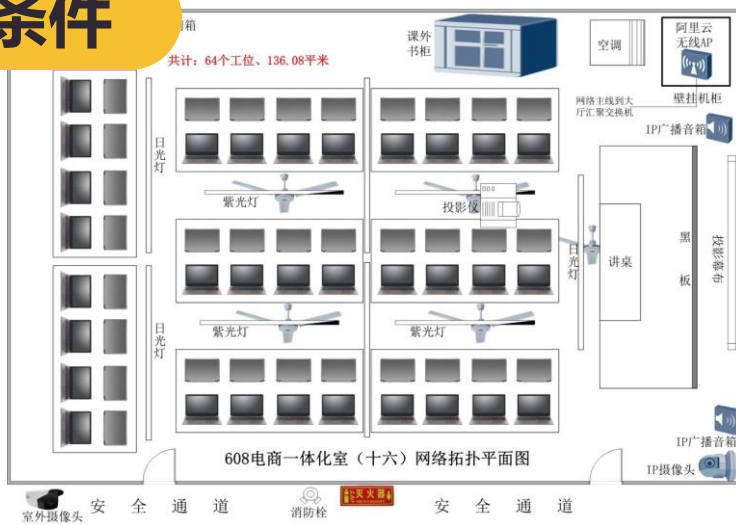 条件
箱
共计：64个工位、136.08平米
课外
书柜
空调
阿里云
无线AP
网络主线到大
厅汇聚交换机
壁挂机柜
IP广播音箱
日光灯
紫光灯
投影仪
日光灯
讲桌
黑板
投影幕布
日光灯
紫光灯
紫光灯
IP广播音箱
608电商一体化室（十六）网络拓扑平面图
IP摄像头
室外摄像头
安全通道
消防栓
灭火器
安全通道